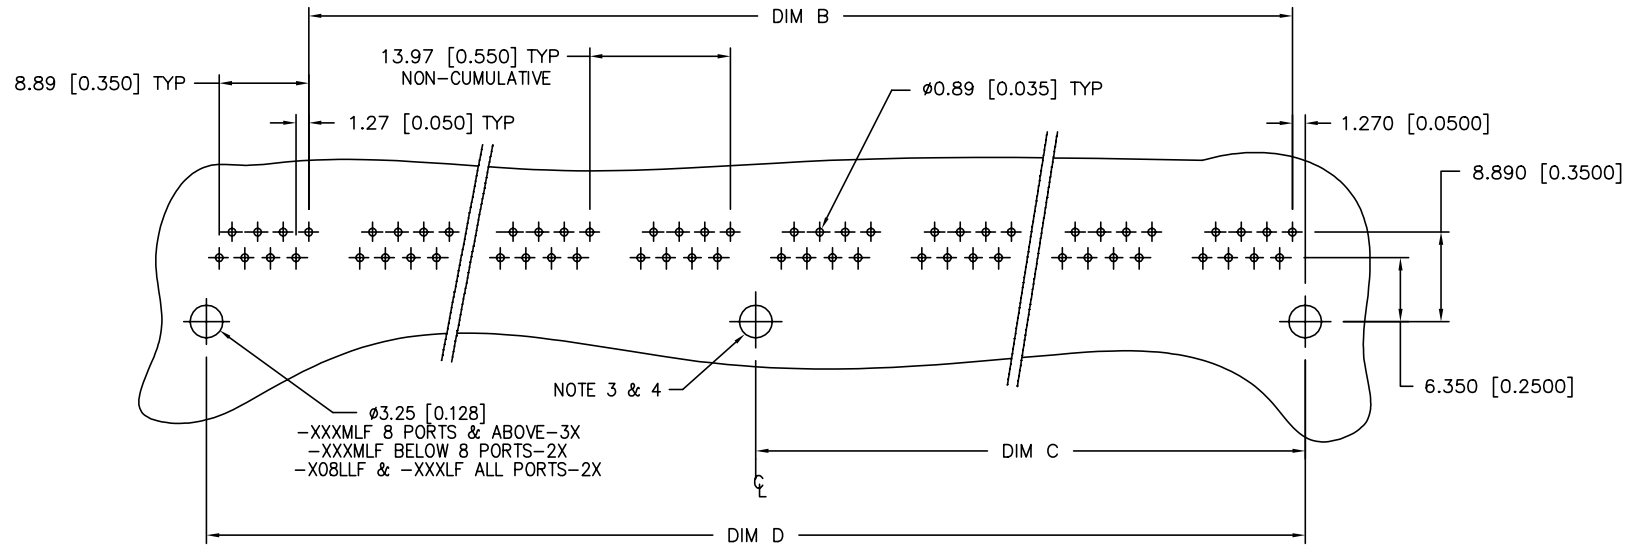 DIM B
13.97 [0.550] TYP
NON-CUMULATIVE
8.89 [0.350] TYP
ø0.89 [0.035] TYP
1.27 [0.050] TYP
1.270 [0.0500]
8.890 [0.3500]
6.350 [0.2500]
NOTE 3 & 4
ø3.25 [0.128]
-XXXMLF 8 PORTS & ABOVE-3X
-XXXMLF BELOW 8 PORTS-2X
-X08LLF & -XXXLF ALL PORTS-2X
DIM C
℄
DIM D